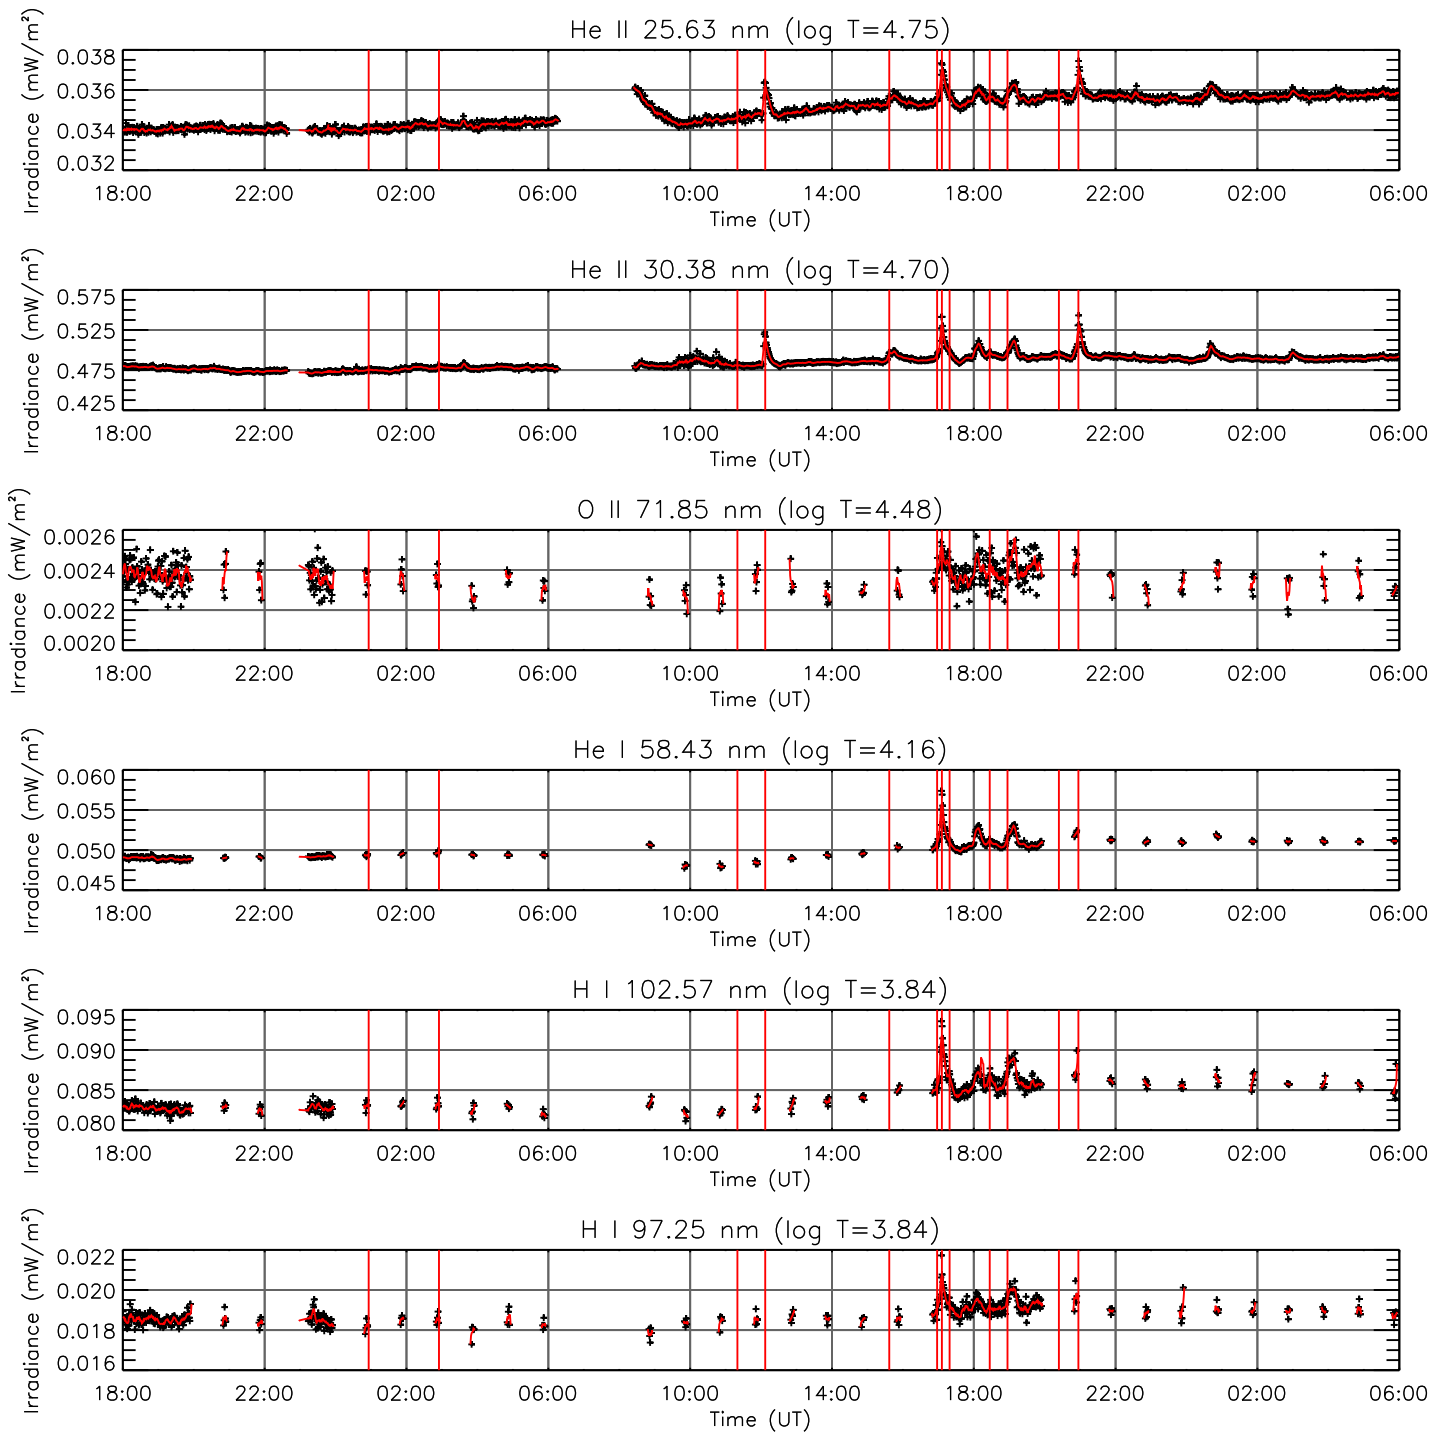 He II 25.63 nm (log T=4.75)
Irradiance (mW/m²)
0.038
0.036
0.034
0.032
18:00 22:00 02:00 06:00 10:00 14:00 18:00 22:00 02:00 06:00
Time (UT)
He II 30.38 nm (log T=4.70)
Irradiance (mW/m²)
0.575
0.525
0.475
0.425
18:00 22:00 02:00 06:00 10:00 14:00 18:00 22:00 02:00 06:00
Time (UT)
O II 71.85 nm (log T=4.48)
Irradiance (mW/m²)
0.0026
0.0024
0.0022
0.0020
18:00 22:00 02:00 06:00 10:00 14:00 18:00 22:00 02:00 06:00
Time (UT)
He I 58.43 nm (log T=4.16)
Irradiance (mW/m²)
0.060
0.055
0.050
0.045
18:00 22:00 02:00 06:00 10:00 14:00 18:00 22:00 02:00 06:00
Time (UT)
H I 102.57 nm (log T=3.84)
Irradiance (mW/m²)
0.095
0.090
0.085
0.080
18:00 22:00 02:00 06:00 10:00 14:00 18:00 22:00 02:00 06:00
Time (UT)
H I 97.25 nm (log T=3.84)
Irradiance (mW/m²)
0.022
0.020
0.018
0.016
18:00 22:00 02:00 06:00 10:00 14:00 18:00 22:00 02:00 06:00
Time (UT)